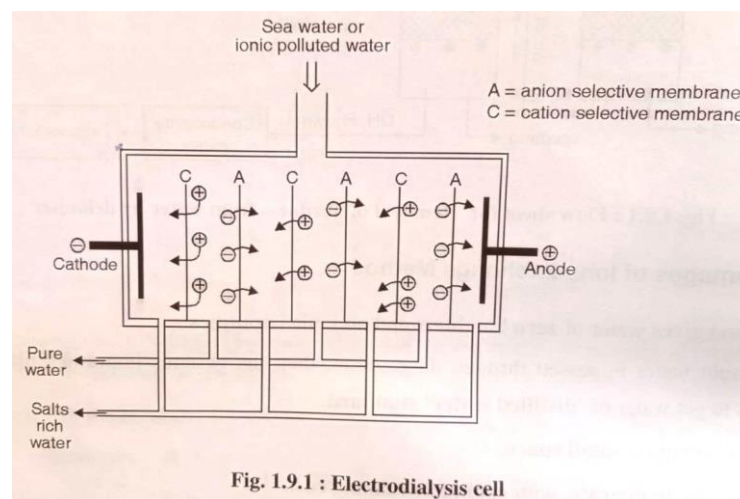 Sea water or
ionic polluted water
A = anion selective membrane
C = cation selective membrane
C A C A C A
⊕ ⊖ ⊕ ⊖ ⊕ ⊖
⊕ ⊖ ⊕ ⊖ ⊕ ⊖
⊕ ⊖ ⊖ ⊕ ⊖
⊕
⊖
Cathode
⊕
Anode
Pure
water
Salts
rich
water
Fig. 1.9.1 : Electrodialysis cell